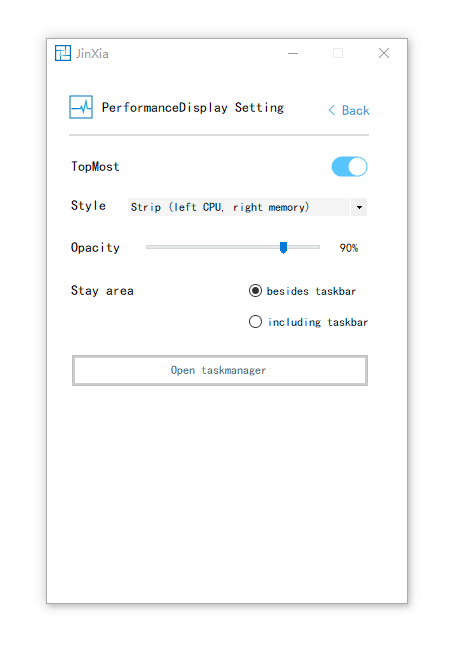 JinXia
PerformanceDisplay Setting
< Back
TopMost
Style Strip (left CPU, right memory)
Opacity 90%
Stay area besides taskbar
including taskbar
Open taskmanager